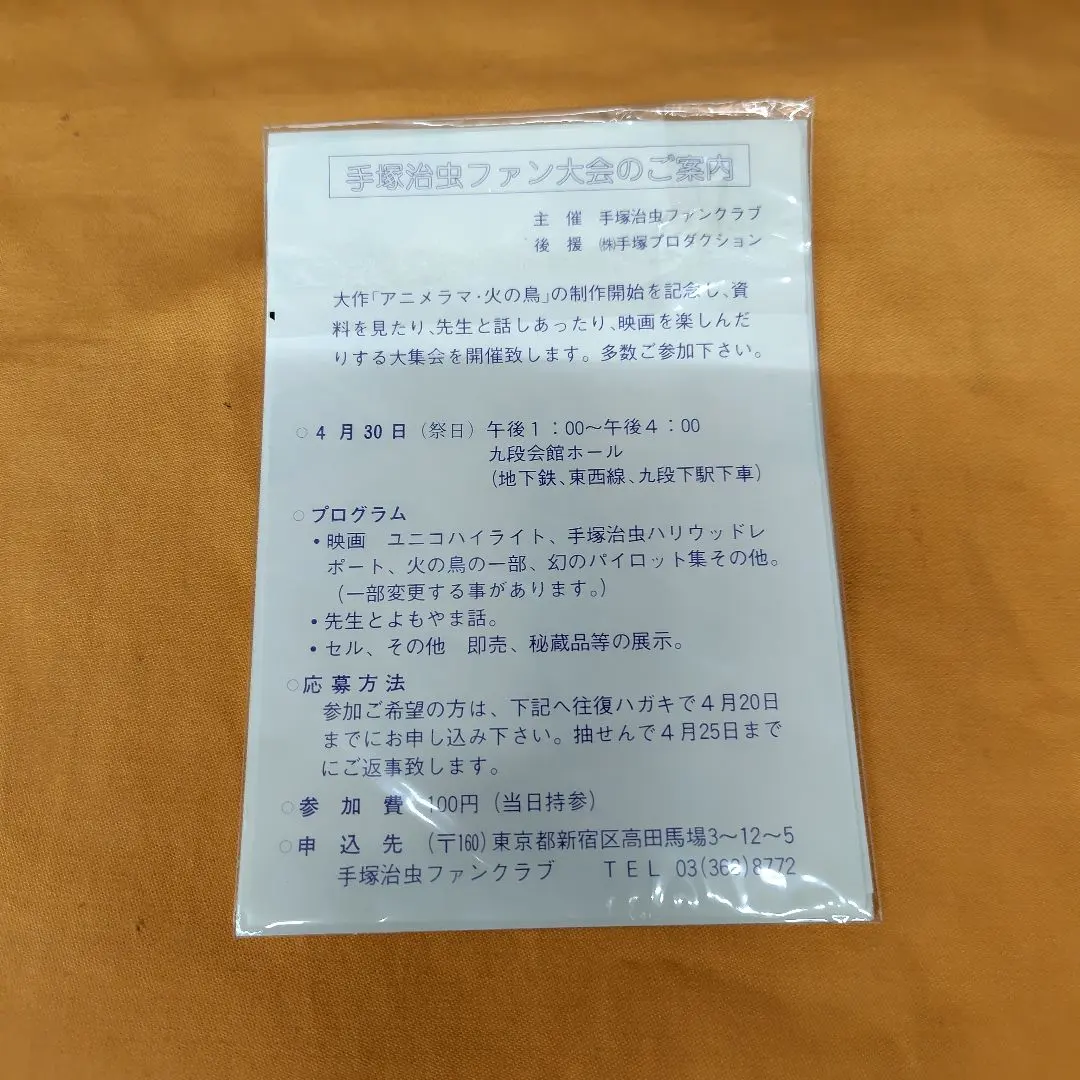 手塚治虫ファン大会のご案内
主 催 手塚治虫ファンクラブ
後 援 ㈱手塚プロダクション
大作「アニメラマ・火の鳥」の制作開始を記念し、資
料を見たり、先生と話しあったり、映画を楽しんだ
りする大集会を開催致します。多数ご参加下さい。
○4月30日(祭日)午後1:00〜午後4:00
九段会館ホール
(地下鉄、東西線、九段下駅下車)
○プログラム
・映画 ユニコハイライト、手塚治虫ハリウッドレ
ポート、火の鳥の一部、幻のパイロット集その他。
(一部変更する事があります。)
・先生とよもやま話。
・セル、その他 即売、秘蔵品等の展示。
○応募方法
参加ご希望の方は、下記へ往復ハガキで4月20日
までにお申し込み下さい。抽せんで4月25日まで
にご返事致します。
○参 加 費 100円(当日持参)
○申 込 先 (〒160)東京都新宿区高田馬場3〜12〜5
手塚治虫ファンクラブ TEL 03